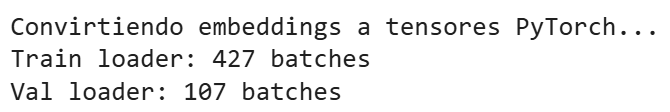 Convirtiendo embeddings a tensores PyTorch...
Train loader: 427 batches
Val loader: 107 batches